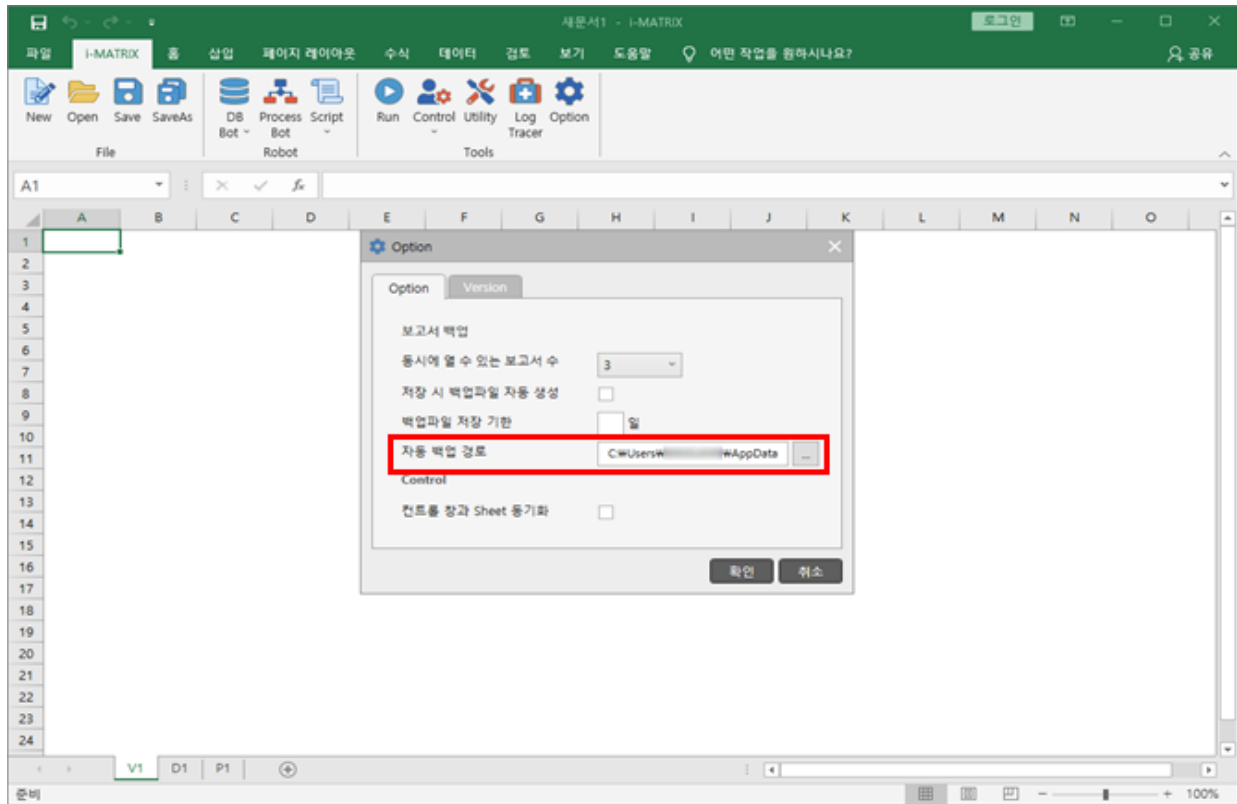 새문서1 - i-MATRIX
로그인
파일 i-MATRIX 홈 삽입 페이지 레이아웃 수식 데이터 검토 보기 도움말 어떤 작업을 원하시나요? 공유
New Open Save SaveAs DB Bot Process Bot Script Run Control Utility Log Tracer Option
File Robot Tools
A1 fx
A B C D E F G H I J K L M N O
1
2
3
4
5
6
7
8
9
10
11
12
13
14
15
16
17
18
19
20
21
22
23
24
Option
Option Version
보고서 백업
동시에 열 수 있는 보고서 수 3
저장 시 백업파일 자동 생성
백업파일 저장 기한 일
자동 백업 경로 C:₩Users₩ ₩AppData ...
Control
컨트롤 창과 Sheet 동기화
확인 취소
V1 D1 P1
준비 100%